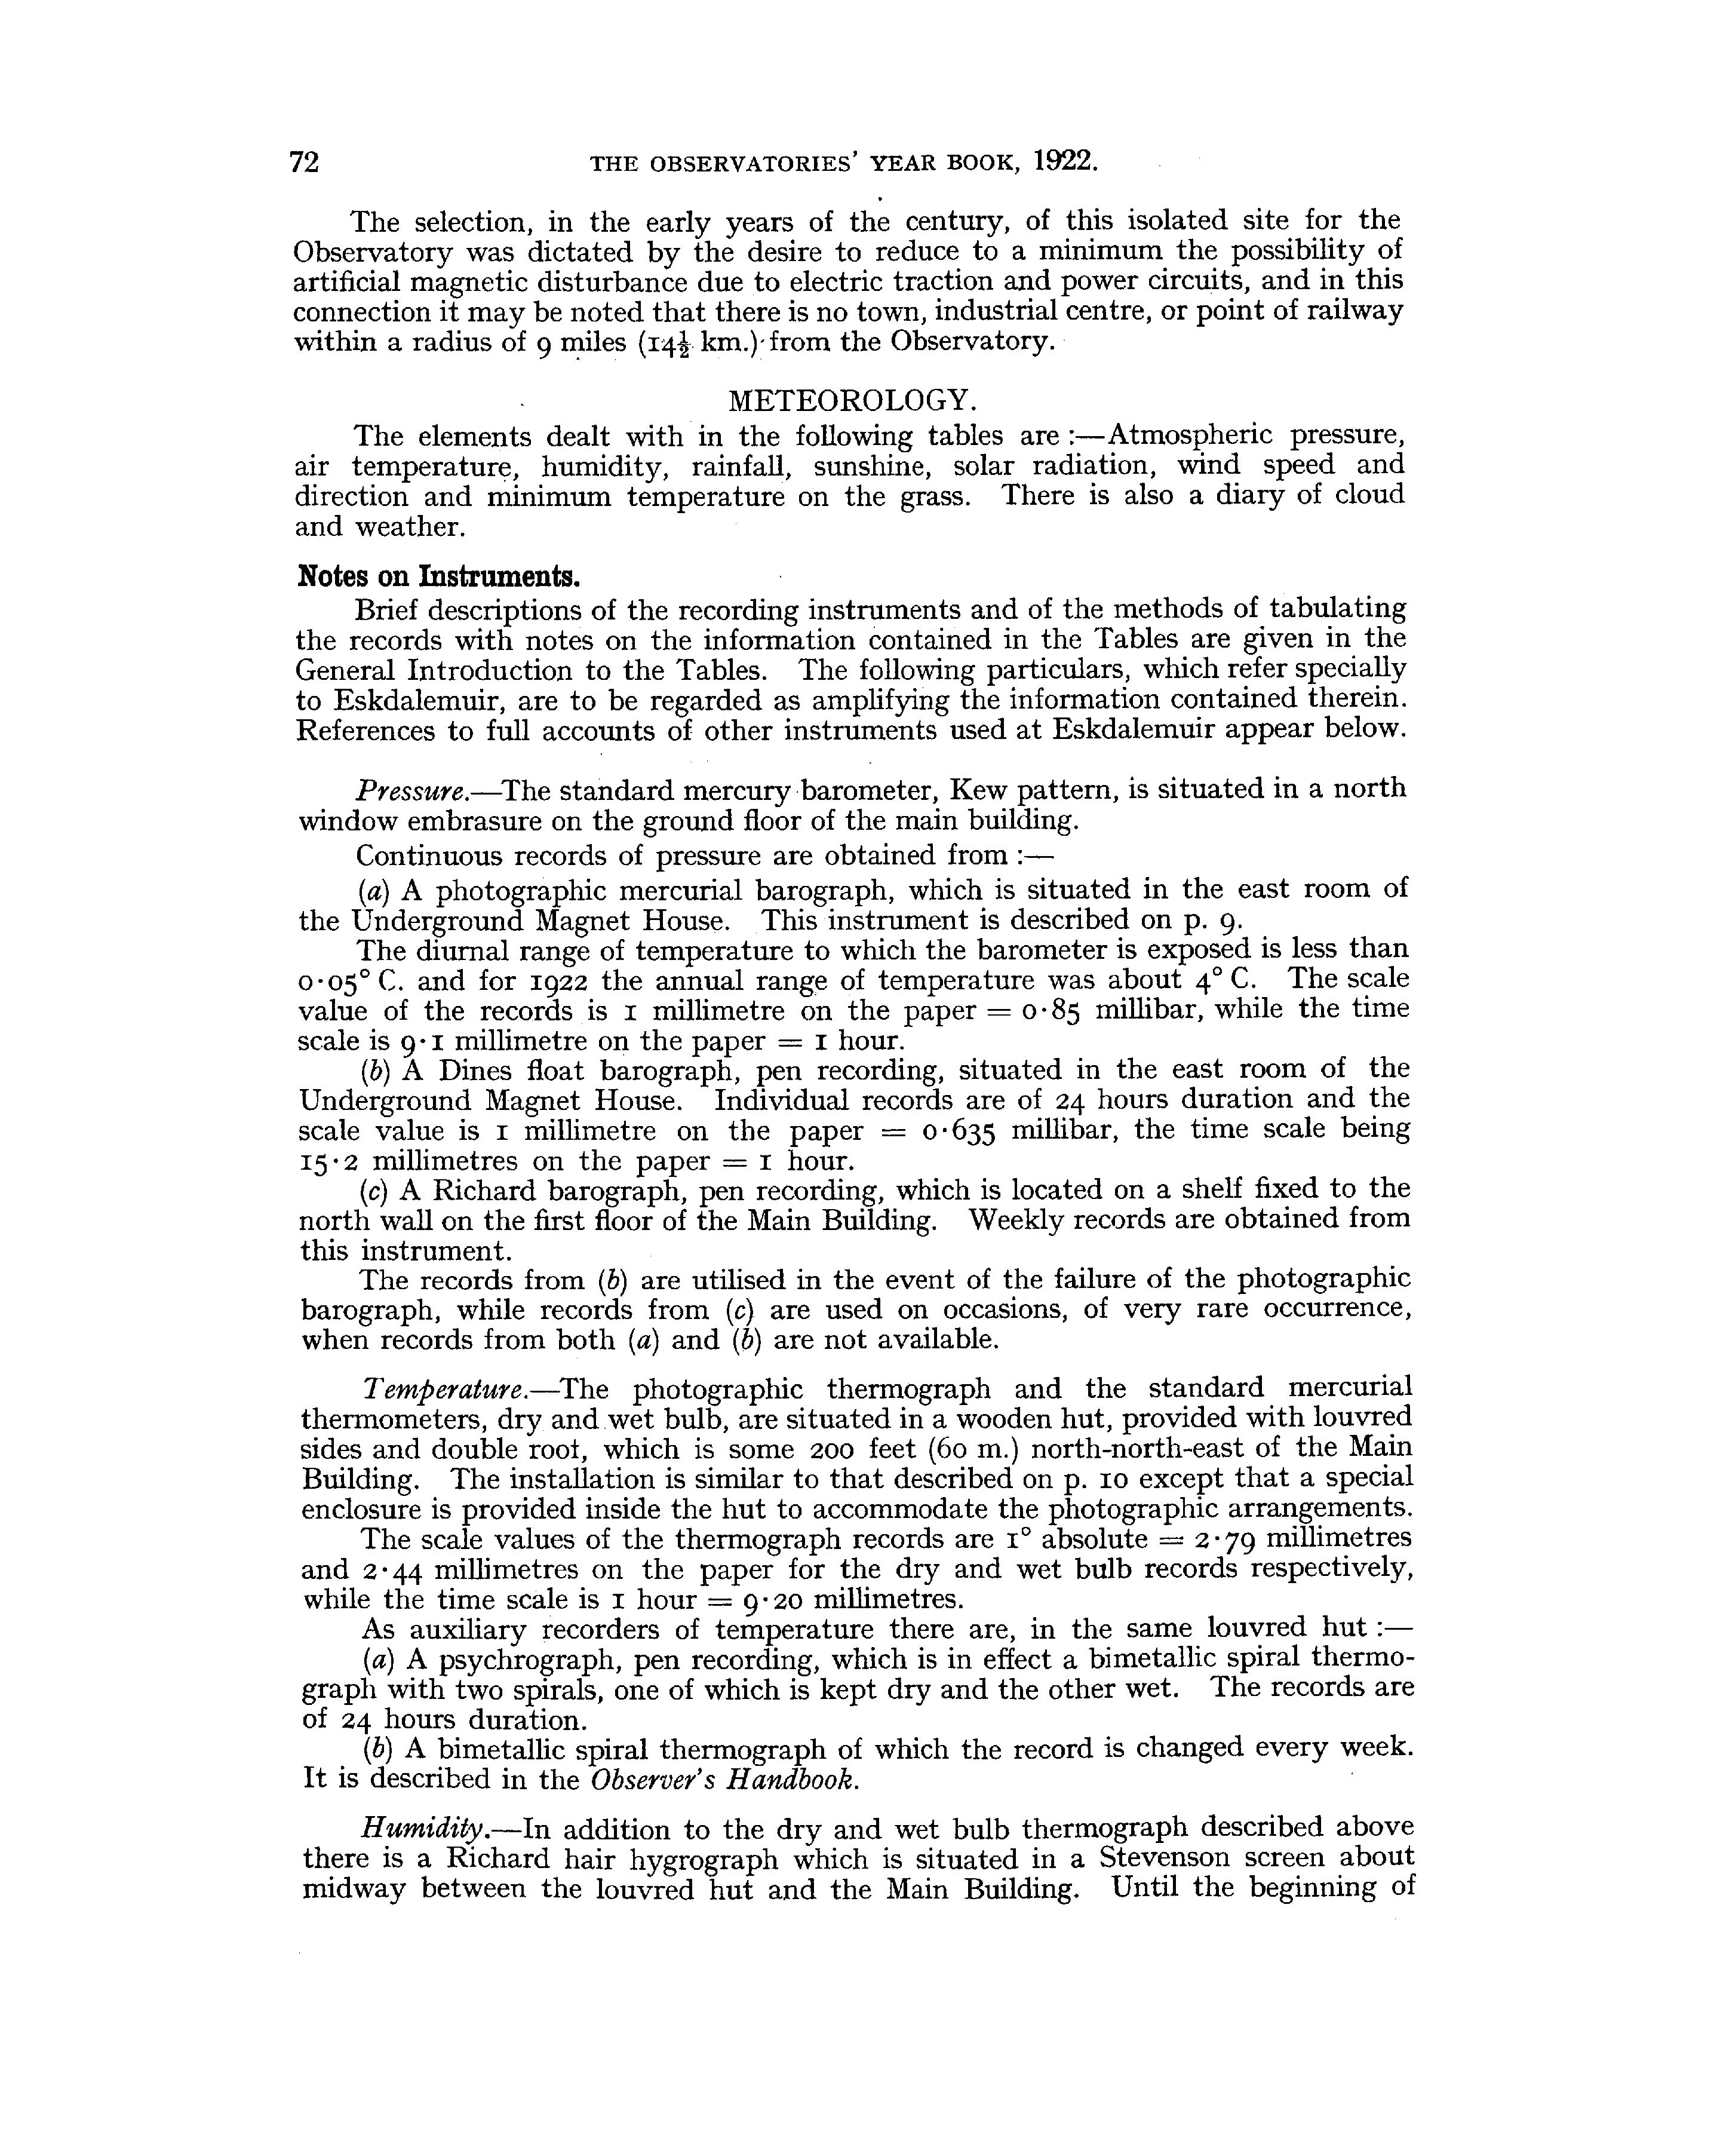 72 THE OBSERVATORIES' YEAR BOOK, 1922.
The selection, in the early years of the century, of this isolated site for the
Observatory was dictated by the desire to reduce to a minimum the possibility of
artificial magnetic disturbance due to electric traction and power circuits, and in this
connection it may be noted that there is no town, industrial centre, or point of railway
within a radius of 9 miles (14½ km.) from the Observatory.
METEOROLOGY.
The elements dealt with in the following tables are :—Atmospheric pressure,
air temperature, humidity, rainfall, sunshine, solar radiation, wind speed and
direction and minimum temperature on the grass. There is also a diary of cloud
and weather.
Notes on Instruments.
Brief descriptions of the recording instruments and of the methods of tabulating
the records with notes on the information contained in the Tables are given in the
General Introduction to the Tables. The following particulars, which refer specially
to Eskdalemuir, are to be regarded as amplifying the information contained therein.
References to full accounts of other instruments used at Eskdalemuir appear below.
Pressure.—The standard mercury barometer, Kew pattern, is situated in a north
window embrasure on the ground floor of the main building.
Continuous records of pressure are obtained from :—
(a) A photographic mercurial barograph, which is situated in the east room of
the Underground Magnet House. This instrument is described on p. 9.
The diurnal range of temperature to which the barometer is exposed is less than
0·05° C. and for 1922 the annual range of temperature was about 4° C. The scale
value of the records is 1 millimetre on the paper = 0·85 millibar, while the time
scale is 9·1 millimetre on the paper = 1 hour.
(b) A Dines float barograph, pen recording, situated in the east room of the
Underground Magnet House. Individual records are of 24 hours duration and the
scale value is 1 millimetre on the paper = 0·635 millibar, the time scale being
15·2 millimetres on the paper = 1 hour.
(c) A Richard barograph, pen recording, which is located on a shelf fixed to the
north wall on the first floor of the Main Building. Weekly records are obtained from
this instrument.
The records from (b) are utilised in the event of the failure of the photographic
barograph, while records from (c) are used on occasions, of very rare occurrence,
when records from both (a) and (b) are not available.
Temperature.—The photographic thermograph and the standard mercurial
thermometers, dry and wet bulb, are situated in a wooden hut, provided with louvred
sides and double roof, which is some 200 feet (60 m.) north-north-east of the Main
Building. The installation is similar to that described on p. 10 except that a special
enclosure is provided inside the hut to accommodate the photographic arrangements.
The scale values of the thermograph records are 1° absolute = 2·79 millimetres
and 2·44 millimetres on the paper for the dry and wet bulb records respectively,
while the time scale is 1 hour = 9·20 millimetres.
As auxiliary recorders of temperature there are, in the same louvred hut :—
(a) A psychrograph, pen recording, which is in effect a bimetallic spiral thermo-
graph with two spirals, one of which is kept dry and the other wet. The records are
of 24 hours duration.
(b) A bimetallic spiral thermograph of which the record is changed every week.
It is described in the Observer's Handbook.
Humidity.—In addition to the dry and wet bulb thermograph described above
there is a Richard hair hygrograph which is situated in a Stevenson screen about
midway between the louvred hut and the Main Building. Until the beginning of